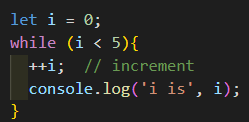 let i = 0;
while (i < 5){
  ++i;  // increment
  console.log('i is', i);
}